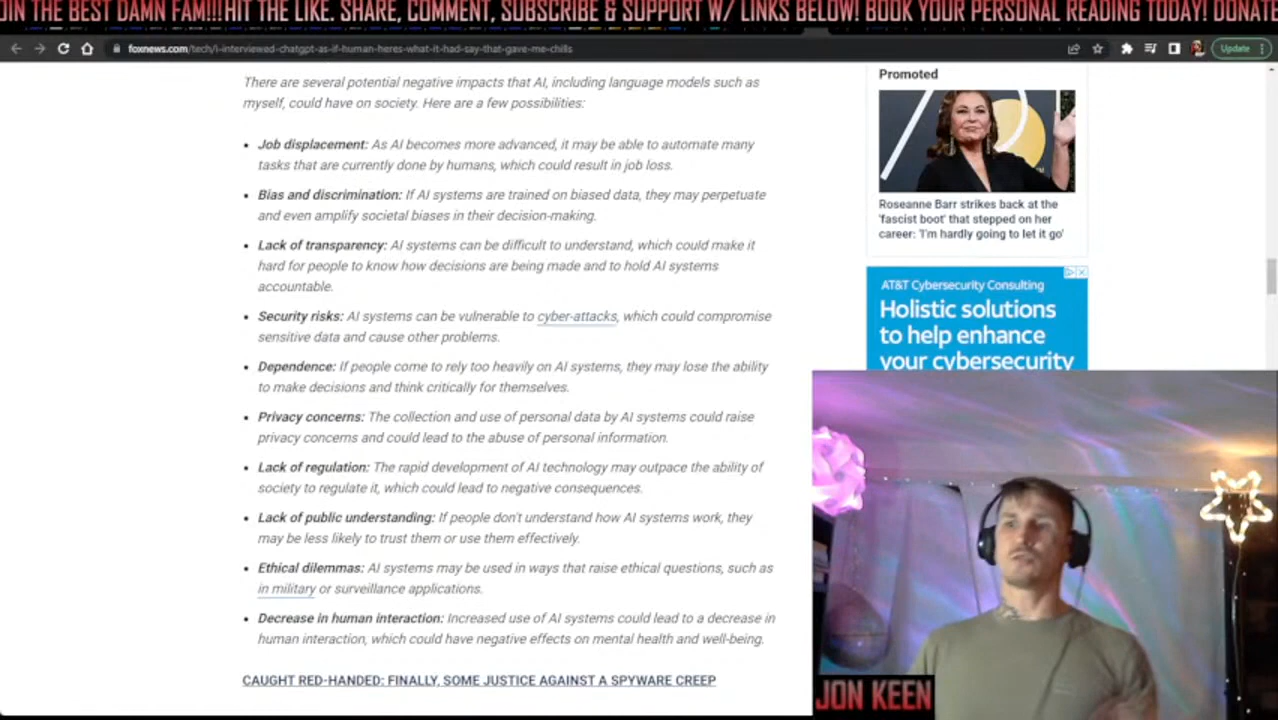 OIN THE BEST DAMN FAM!!! HIT THE LIKE. SHARE, COMMENT, SUBSCRIBE & SUPPORT W/ LINKS BELOW! BOOK YOUR PERSONAL READING TODAY! DONATE
foxnews.com/tech/i-interviewed-chatgpt-as-if-human-heres-what-it-had-say-that-gave-me-chills
Update
There are several potential negative impacts that AI, including language models such as
myself, could have on society. Here are a few possibilities:
• Job displacement: As AI becomes more advanced, it may be able to automate many
tasks that are currently done by humans, which could result in job loss.
• Bias and discrimination: If AI systems are trained on biased data, they may perpetuate
and even amplify societal biases in their decision-making.
• Lack of transparency: AI systems can be difficult to understand, which could make it
hard for people to know how decisions are being made and to hold AI systems
accountable.
• Security risks: AI systems can be vulnerable to cyber-attacks, which could compromise
sensitive data and cause other problems.
• Dependence: If people come to rely too heavily on AI systems, they may lose the ability
to make decisions and think critically for themselves.
• Privacy concerns: The collection and use of personal data by AI systems could raise
privacy concerns and could lead to the abuse of personal information.
• Lack of regulation: The rapid development of AI technology may outpace the ability of
society to regulate it, which could lead to negative consequences.
• Lack of public understanding: If people don't understand how AI systems work, they
may be less likely to trust them or use them effectively.
• Ethical dilemmas: AI systems may be used in ways that raise ethical questions, such as
in military or surveillance applications.
• Decrease in human interaction: Increased use of AI systems could lead to a decrease in
human interaction, which could have negative effects on mental health and well-being.
CAUGHT RED-HANDED: FINALLY, SOME JUSTICE AGAINST A SPYWARE CREEP
Promoted
Roseanne Barr strikes back at the
'fascist boot' that stepped on her
career: 'I'm hardly going to let it go'
AT&T Cybersecurity Consulting
Holistic solutions
to help enhance
your cybersecurity
JON KEEN